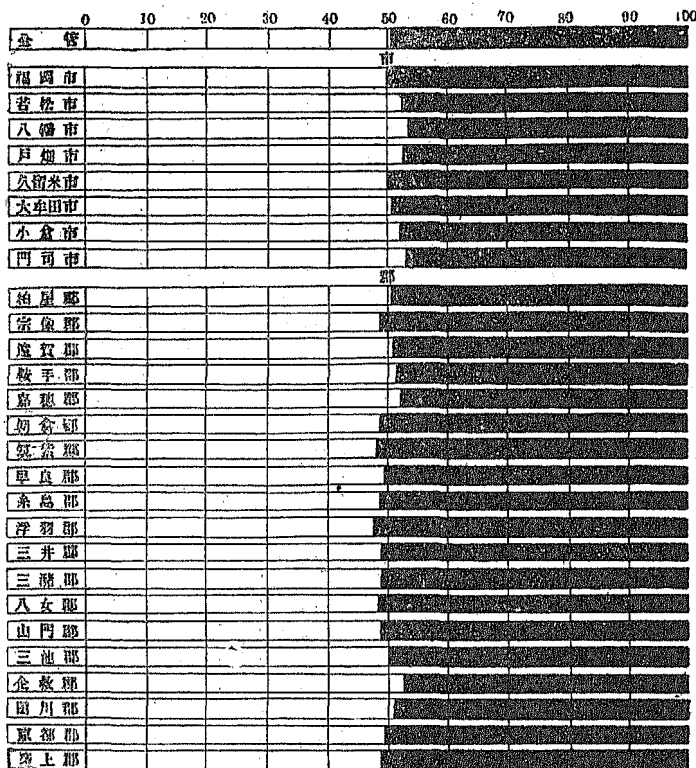 0 10 20 30 40 50 60 70 80 90 100
全管
市
福岡市
若松市
八幡市
戸畑市
久留米市
大牟田市
小倉市
門司市
郡
粕屋郡
宗像郡
遠賀郡
鞍手郡
嘉穂郡
朝倉郡
筑紫郡
早良郡
糸島郡
浮羽郡
三井郡
三潴郡
八女郡
山門郡
三池郡
企救郡
田川郡
京都郡
築上郡